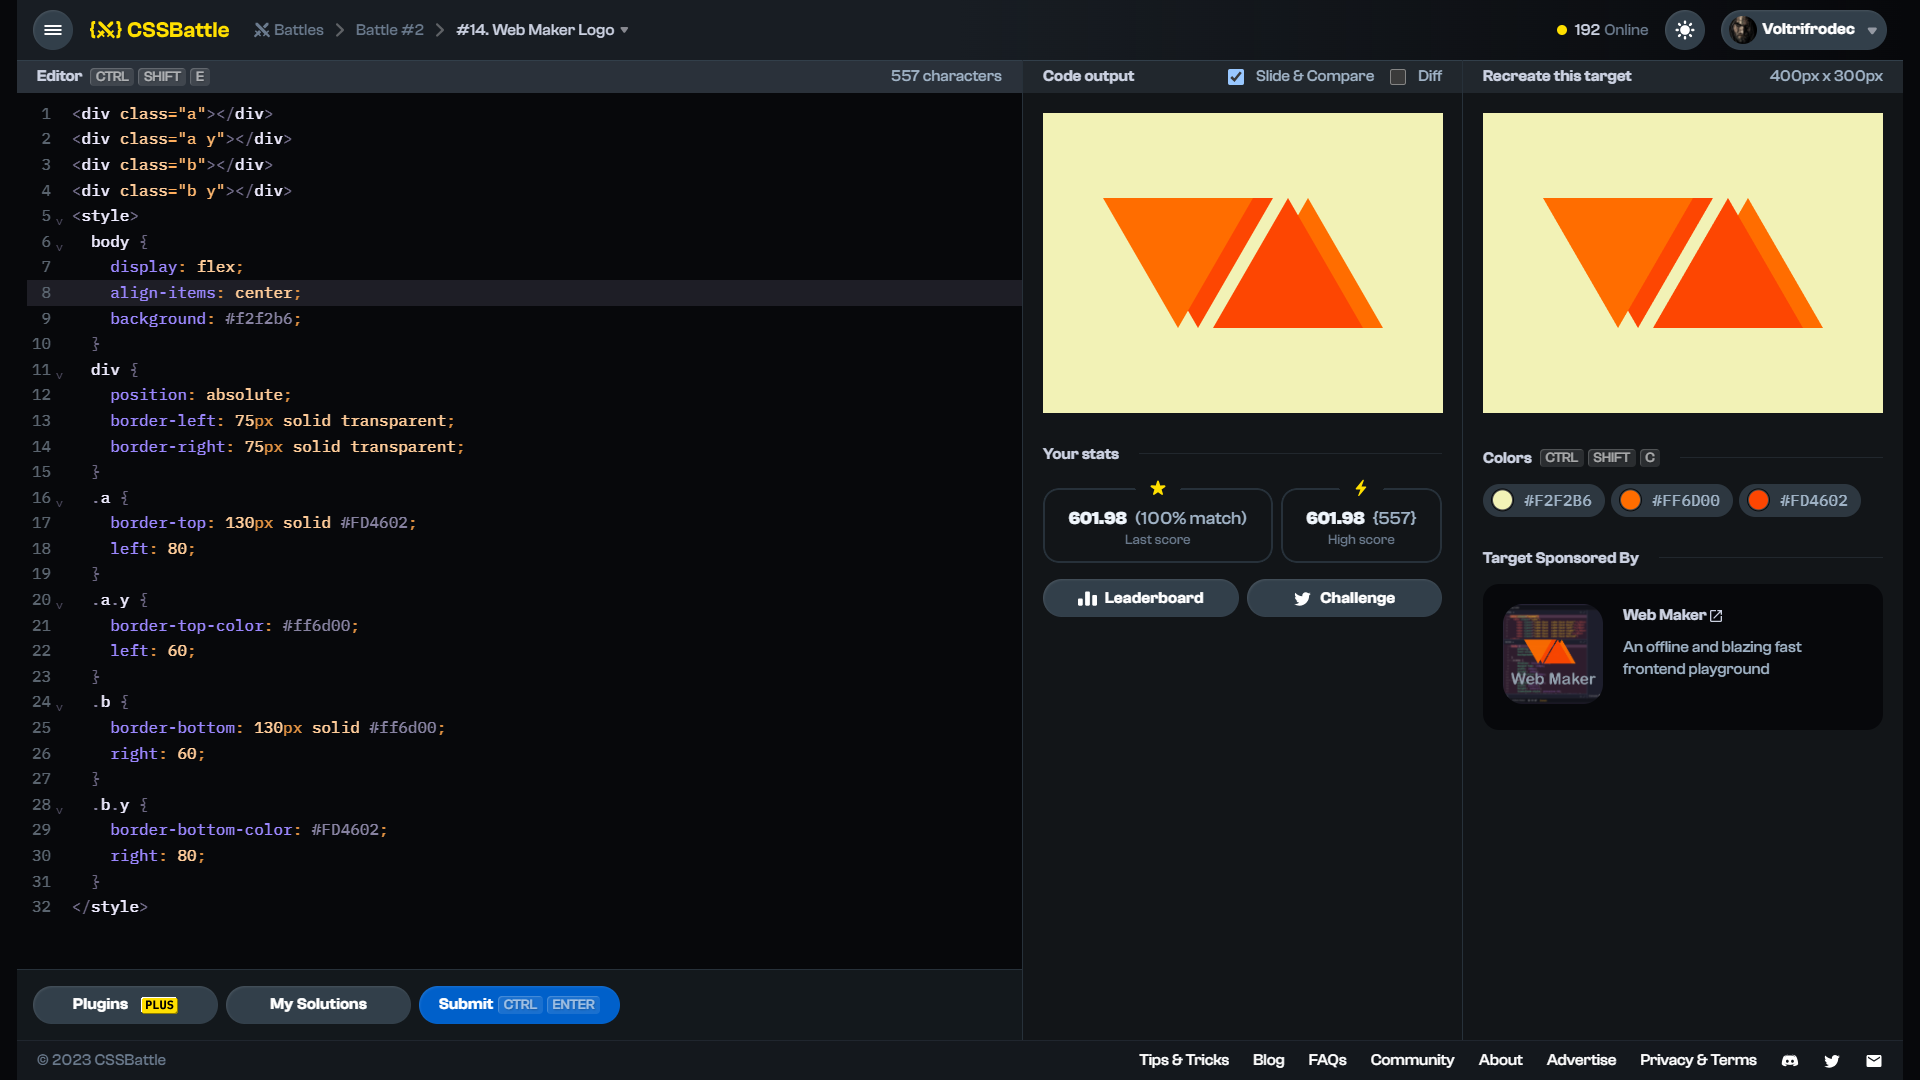 {X} CSSBattle
Battles
Battle #2
#14. Web Maker Logo
192 Online
Voltrifrodec
Editor CTRL SHIFT E
557 characters
1 <div class="a"></div>
2 <div class="a y"></div>
3 <div class="b"></div>
4 <div class="b y"></div>
5 <style>
6 body {
7 display: flex;
8 align-items: center;
9 background: #f2f2b6;
10 }
11 div {
12 position: absolute;
13 border-left: 75px solid transparent;
14 border-right: 75px solid transparent;
15 }
16 .a {
17 border-top: 130px solid #FD4602;
18 left: 80;
19 }
20 .a.y {
21 border-top-color: #ff6d00;
22 left: 60;
23 }
24 .b {
25 border-bottom: 130px solid #ff6d00;
26 right: 60;
27 }
28 .b.y {
29 border-bottom-color: #FD4602;
30 right: 80;
31 }
32 </style>
Plugins PLUS
My Solutions
Submit CTRL ENTER
Code output
Slide & Compare
Diff
Your stats
601.98 (100% match)
Last score
601.98 {557}
High score
Leaderboard
Challenge
Recreate this target
400px x 300px
Colors CTRL SHIFT C
#F2F2B6
#FF6D00
#FD4602
Target Sponsored By
Web Maker
Web Maker
An offline and blazing fast
frontend playground
© 2023 CSSBattle
Tips & Tricks
Blog
FAQs
Community
About
Advertise
Privacy & Terms